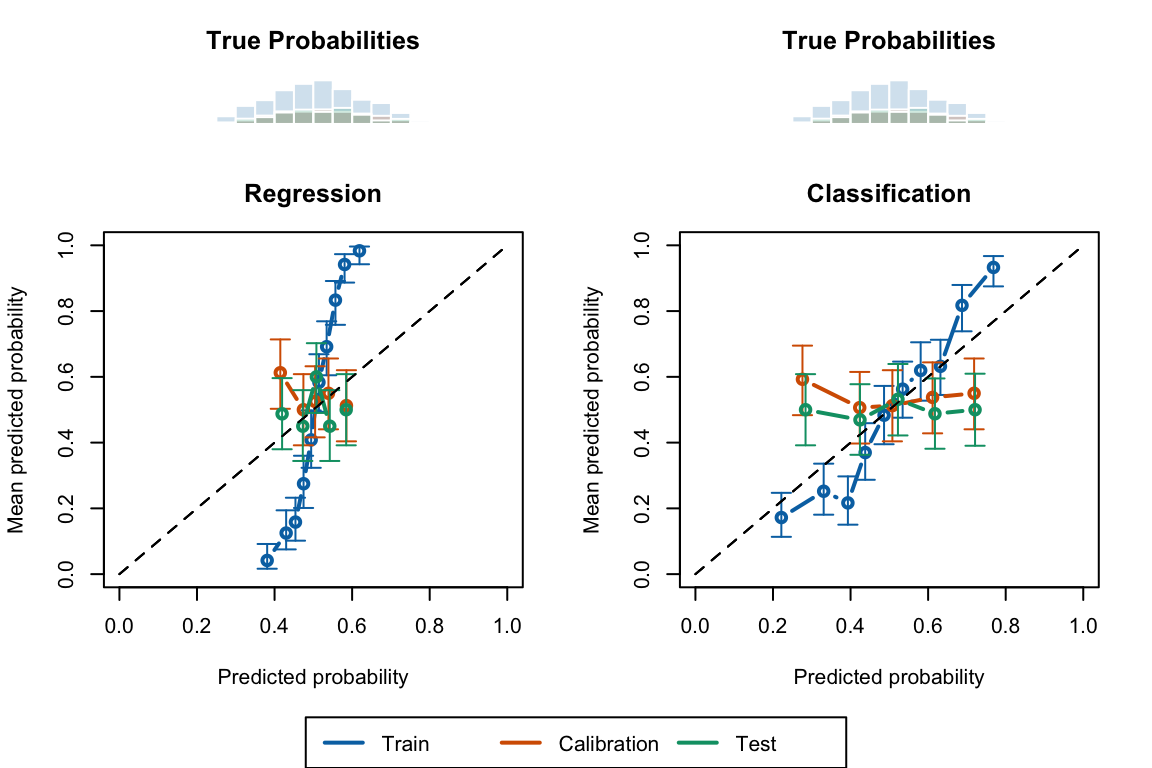 True Probabilities
True Probabilities
Regression
Classification
Mean predicted probability
0.0
0.2
0.4
0.6
0.8
1.0
0.0 0.2 0.4 0.6 0.8 1.0
Predicted probability
Mean predicted probability
0.0
0.2
0.4
0.6
0.8
1.0
0.0 0.2 0.4 0.6 0.8 1.0
Predicted probability
Train Calibration Test